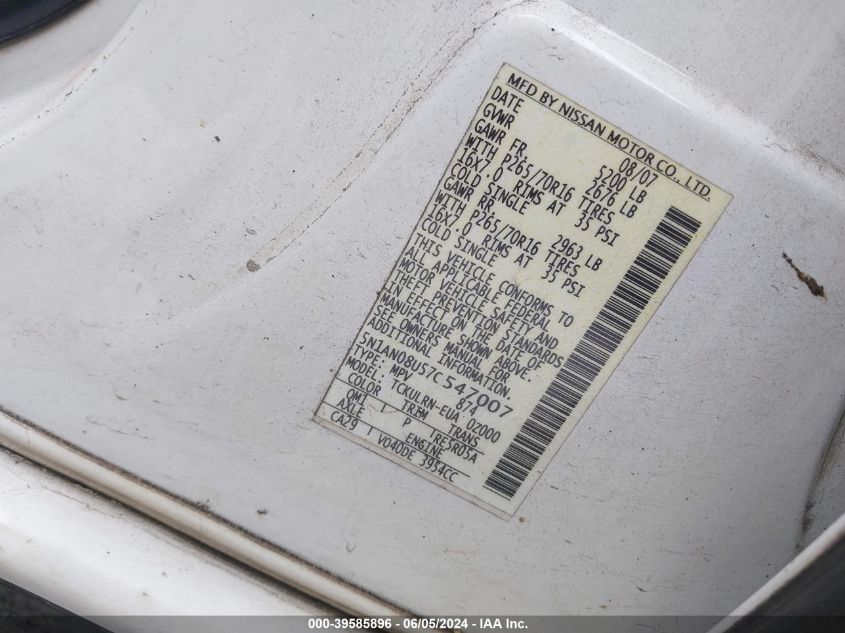 MFD BY NISSAN MOTOR CO., LTD.
DATE 08/07
GVWR 5200 LB
GAWR FR. 2676 LB
WITH P265/70R16 TIRES
16X7.0 RIMS AT 35 PSI
COLD SINGLE
GAWR RR 2963 LB
WITH P265/70R16 TIRES
16X7.0 RIMS AT 35 PSI
COLD SINGLE
THIS VEHICLE CONFORMS TO
ALL APPLICABLE FEDERAL
MOTOR VEHICLE SAFETY AND
THEFT PREVENTION STANDARDS
IN EFFECT ON THE DATE OF
MANUFACTURE SHOWN ABOVE.
SEE OWNERS MANUAL FOR
ADDITIONAL INFORMATION.
5N1AN08U57C547007
TYPE: MPV 874
MODEL: TCKULRN-EUA 02000
COLOR TRIM TRANS
QM1 P RE5R05A
AXLE ENGINE
CA29 VQ40DE 3954CC
000-39585896 - 06/05/2024 - IAA Inc.